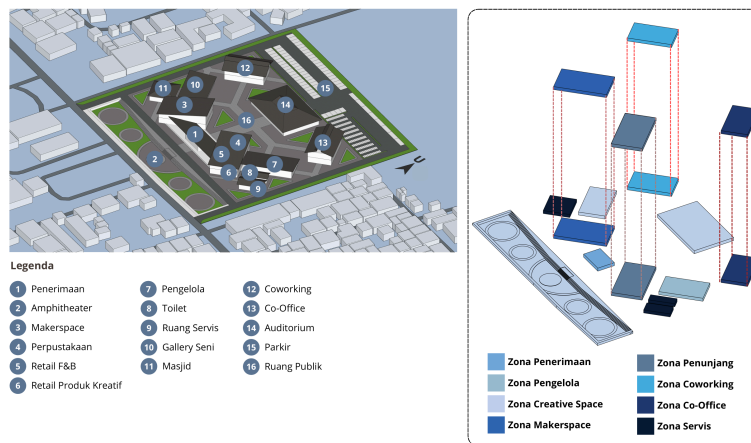 12
11
10
3
15
14
16
1
4
13
5
2
7
6
8
9
U
Legenda
1 Penerimaan
2 Amphitheater
3 Makerspace
4 Perpustakaan
5 Retail F&B
6 Retail Produk Kreatif
7 Pengelola
8 Toilet
9 Ruang Servis
10 Gallery Seni
11 Masjid
12 Coworking
13 Co-Office
14 Auditorium
15 Parkir
16 Ruang Publik
Zona Penerimaan
Zona Pengelola
Zona Creative Space
Zona Makerspace
Zona Penunjang
Zona Coworking
Zona Co-Office
Zona Servis